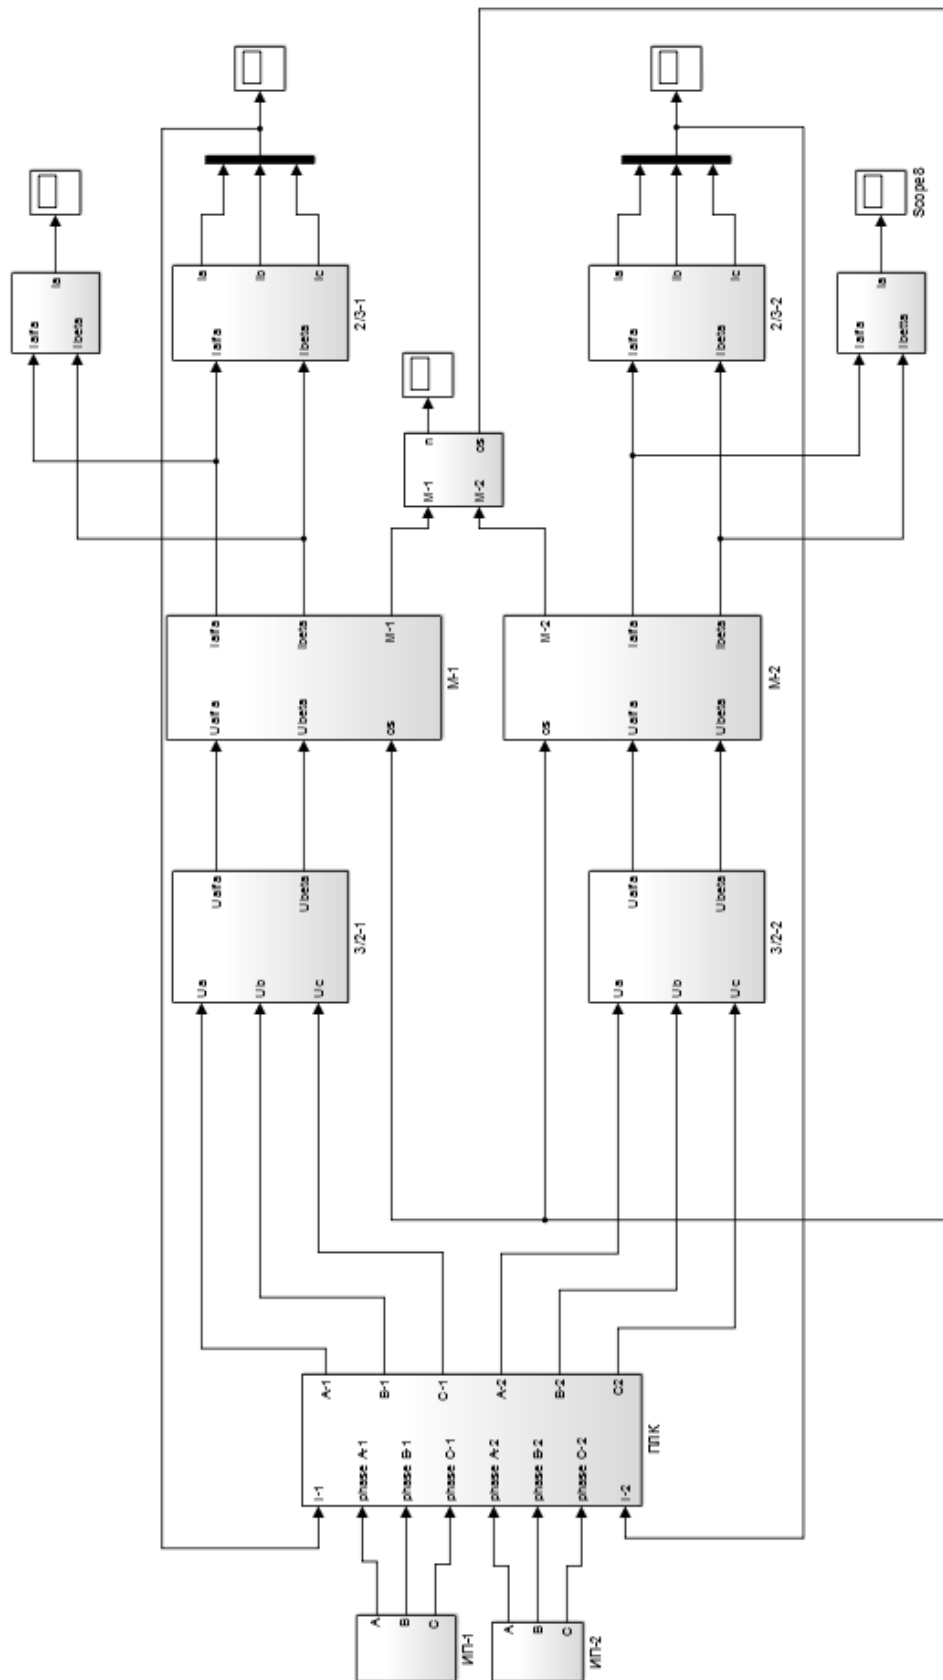 ИП-1
A
B
C
ИП-2
A
B
C
ППК
I-1
phase A-1
phase B-1
phase C-1
phase A-2
phase B-2
phase C-2
I-2
A-1
B-1
C-1
A-2
B-2
C2
3/2-1
Ua
Ub
Uc
Ualfa
Ubeta
3/2-2
Ua
Ub
Uc
Ualfa
Ubeta
M-1
Ualfa
Ubeta
os
Ialfa
Ibeta
M-1
M-2
os
Ualfa
Ubeta
M-2
Ialfa
Ibeta
M-1
M-2
n
os
2/3-1
Ialfa
Ibeta
Ia
Ib
Ic
2/3-2
Ialfa
Ibeta
Ia
Ib
Ic
Ialfa
Ibeta
Ia
Ialfa
Ibetta
Ia
Scope8